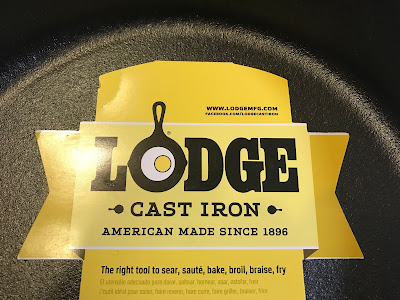 WWW.LODGEMFG.COM
FACEBOOK.COM/LODGECASTIRON
LODGE
CAST IRON
AMERICAN MADE SINCE 1896
The right tool to sear, sauté, bake, broil, braise, fry